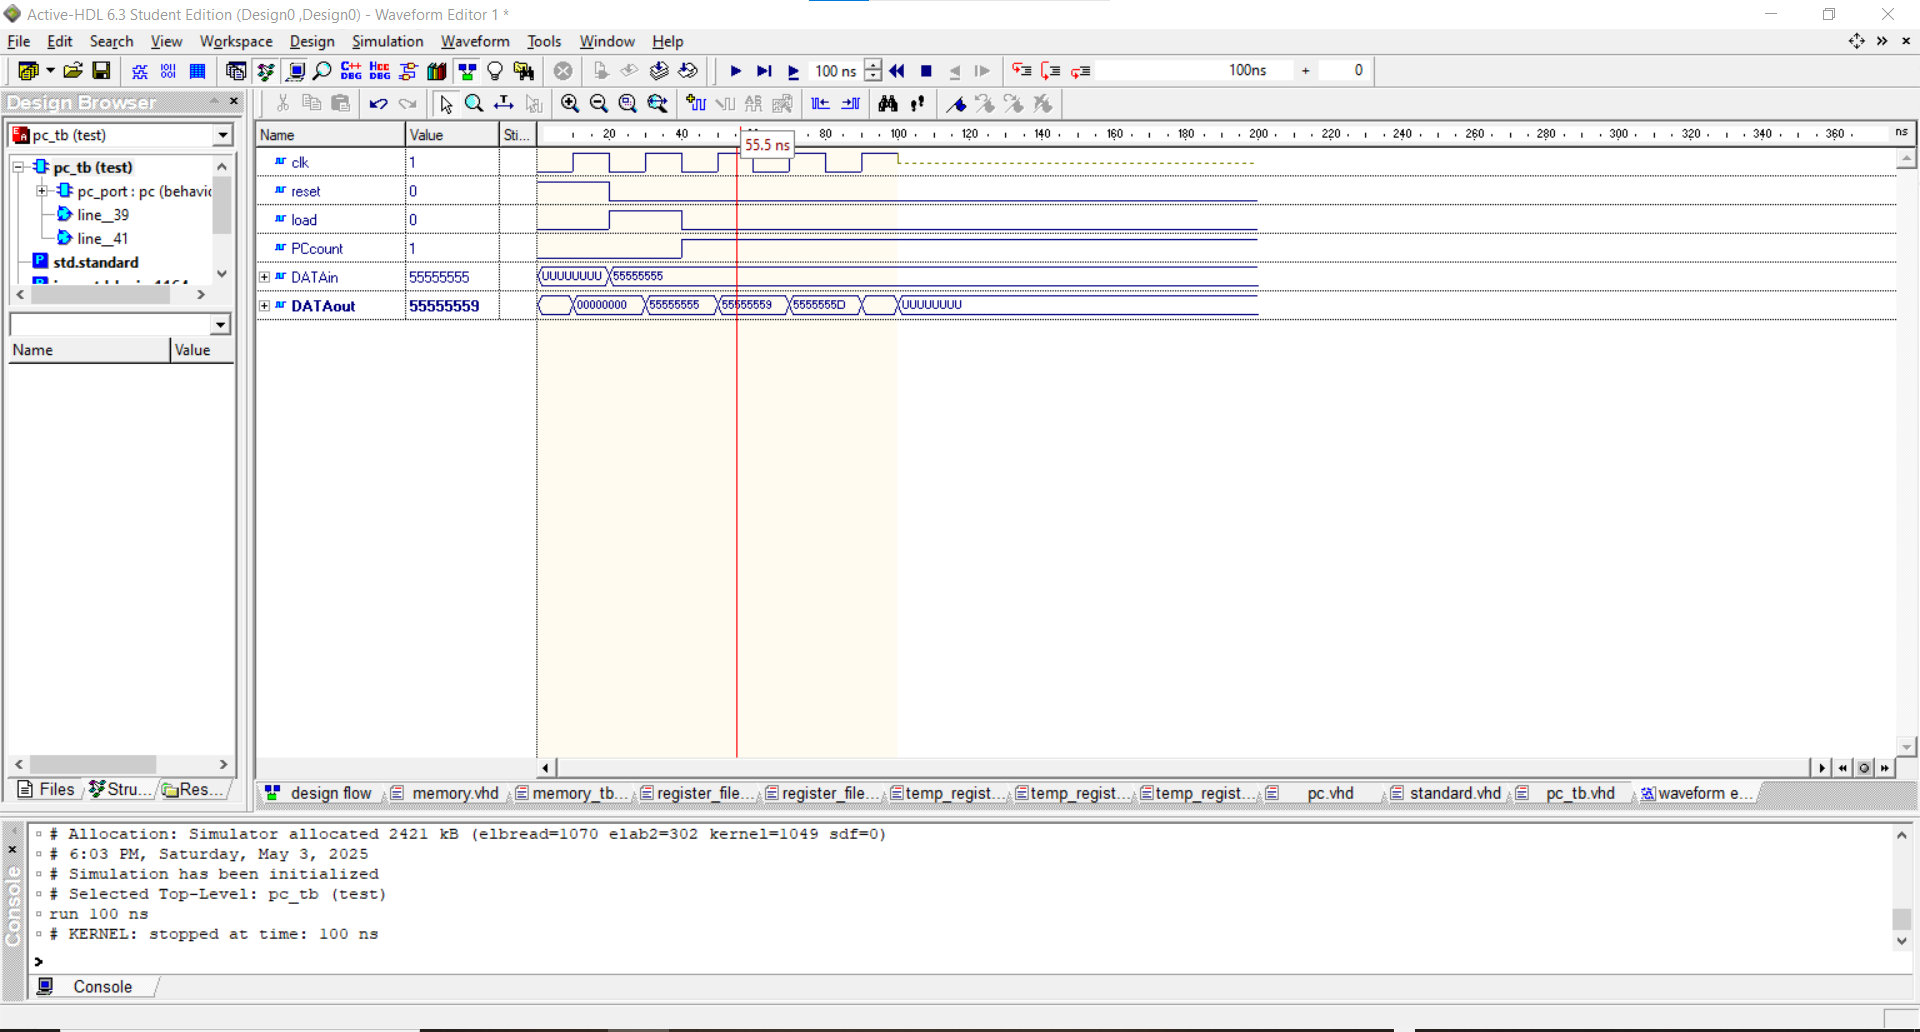 Active-HDL 6.3 Student Edition (Design0 ,Design0) - Waveform Editor 1 *
File Edit Search View Workspace Design Simulation Waveform Tools Window Help
C++ DBG HCC DBG 100 ns 100ns + 0
Design Browser
pc_tb (test)
pc_tb (test)
pc_port : pc (behavic
line__39
line__41
std.standard
Name Value
Files Stru... Res...
Name Value Sti... 20 40 80 100 120 140 160 180 200 220 240 260 280 300 320 340 360 ns
55.5 ns
clk 1
reset 0
load 0
PCcount 1
DATAin 55555555 UUUUUUUU 55555555
DATAout 55555559 00000000 55555555 55555559 5555555D UUUUUUUU
design flow memory.vhd memory_tb... register_file... register_file... temp_regist... temp_regist... temp_regist... pc.vhd standard.vhd pc_tb.vhd waveform e...
# Allocation: Simulator allocated 2421 kB (elbread=1070 elab2=302 kernel=1049 sdf=0)
# 6:03 PM, Saturday, May 3, 2025
# Simulation has been initialized
# Selected Top-Level: pc_tb (test)
run 100 ns
# KERNEL: stopped at time: 100 ns
>
Console
Console